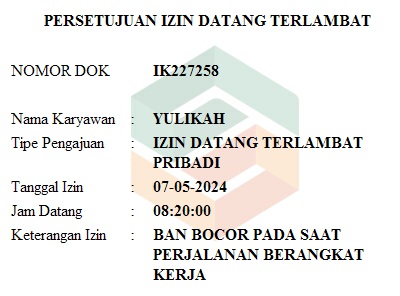 PERSETUJUAN IZIN DATANG TERLAMBAT
NOMOR DOK IK227258
Nama Karyawan : YULIKAH
Tipe Pengajuan : IZIN DATANG TERLAMBAT
PRIBADI
Tanggal Izin : 07-05-2024
Jam Datang : 08:20:00
Keterangan Izin : BAN BOCOR PADA SAAT
PERJALANAN BERANGKAT
KERJA